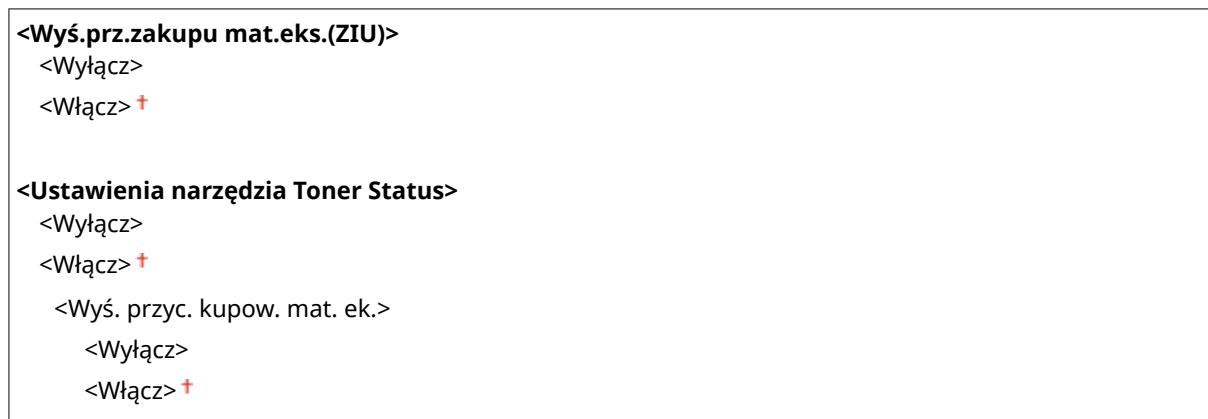 <Wyś.prz.zakupu mat.eks.(ZIU)>
<Wyłącz>
<Włącz> †
<Ustawienia narzędzia Toner Status>
<Wyłącz>
<Włącz> †
<Wyś. przyc. kupow. mat. ek.>
<Wyłącz>
<Włącz> †